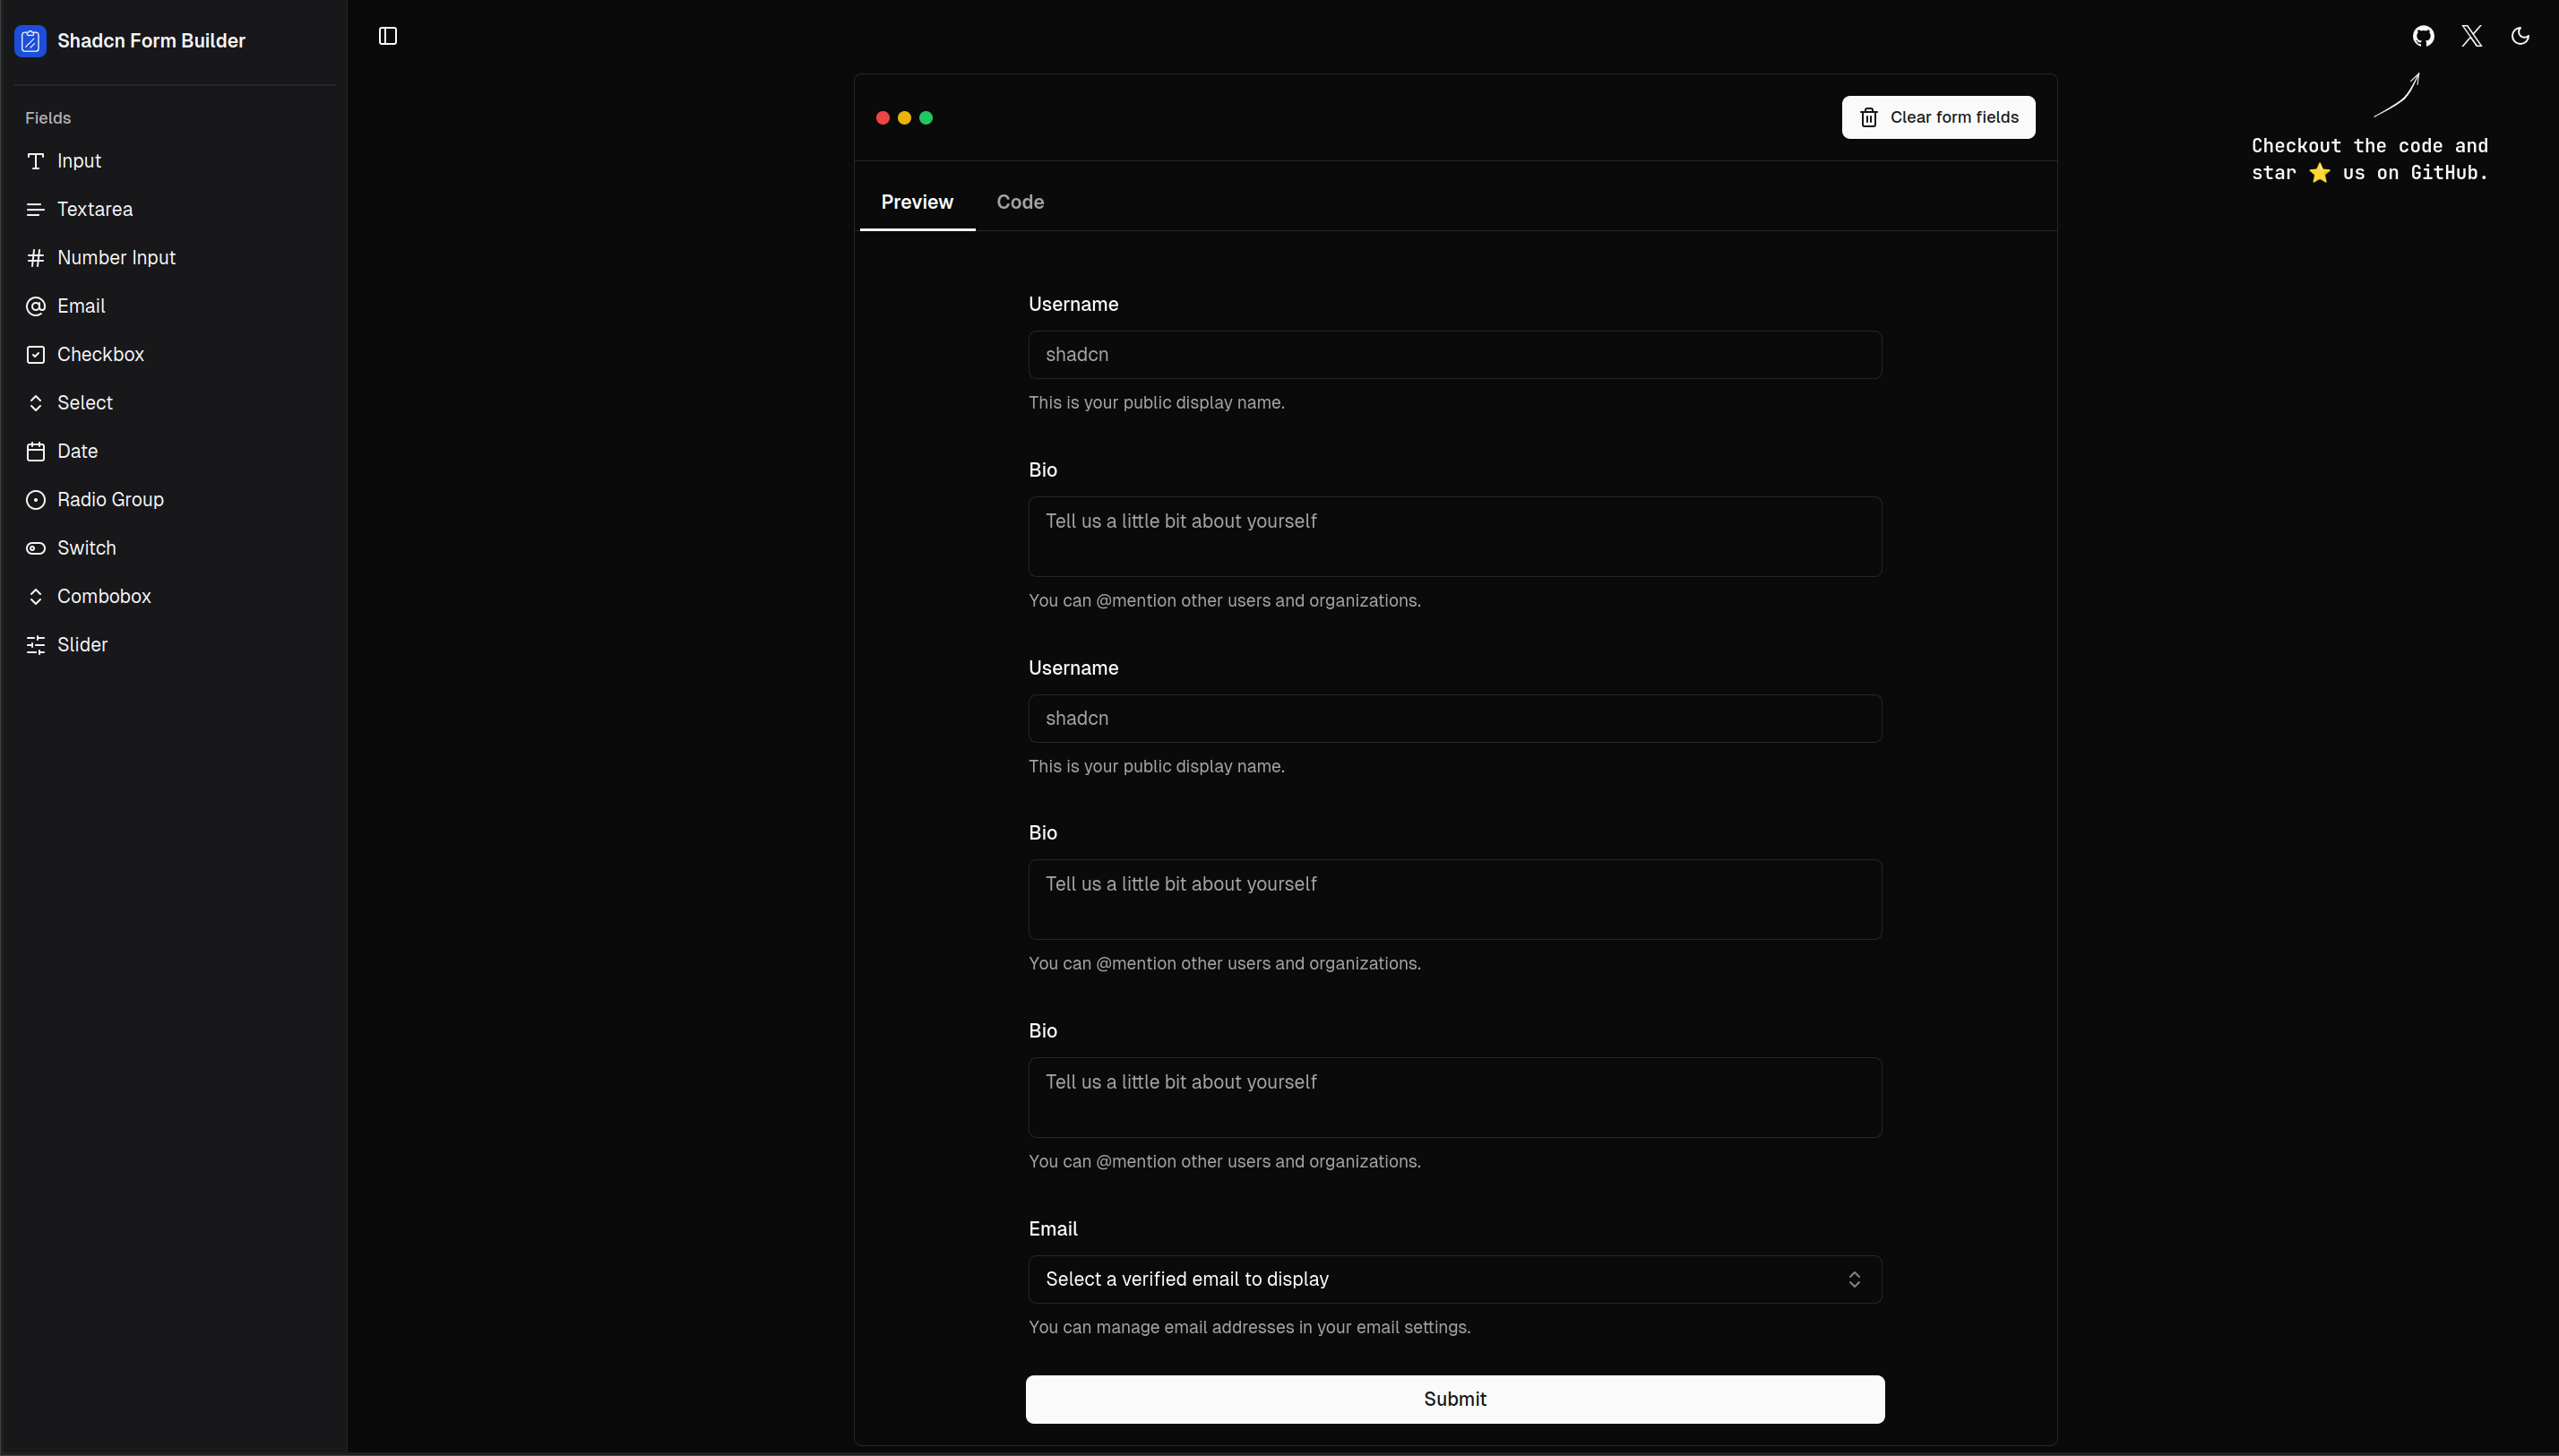 Shadcn Form Builder
Fields
Input
Textarea
Number Input
Email
Checkbox
Select
Date
Radio Group
Switch
Combobox
Slider
Clear form fields
Checkout the code and
star ⭐ us on GitHub.
Preview
Code
Username
shadcn
This is your public display name.
Bio
Tell us a little bit about yourself
You can @mention other users and organizations.
Username
shadcn
This is your public display name.
Bio
Tell us a little bit about yourself
You can @mention other users and organizations.
Bio
Tell us a little bit about yourself
You can @mention other users and organizations.
Email
Select a verified email to display
You can manage email addresses in your email settings.
Submit